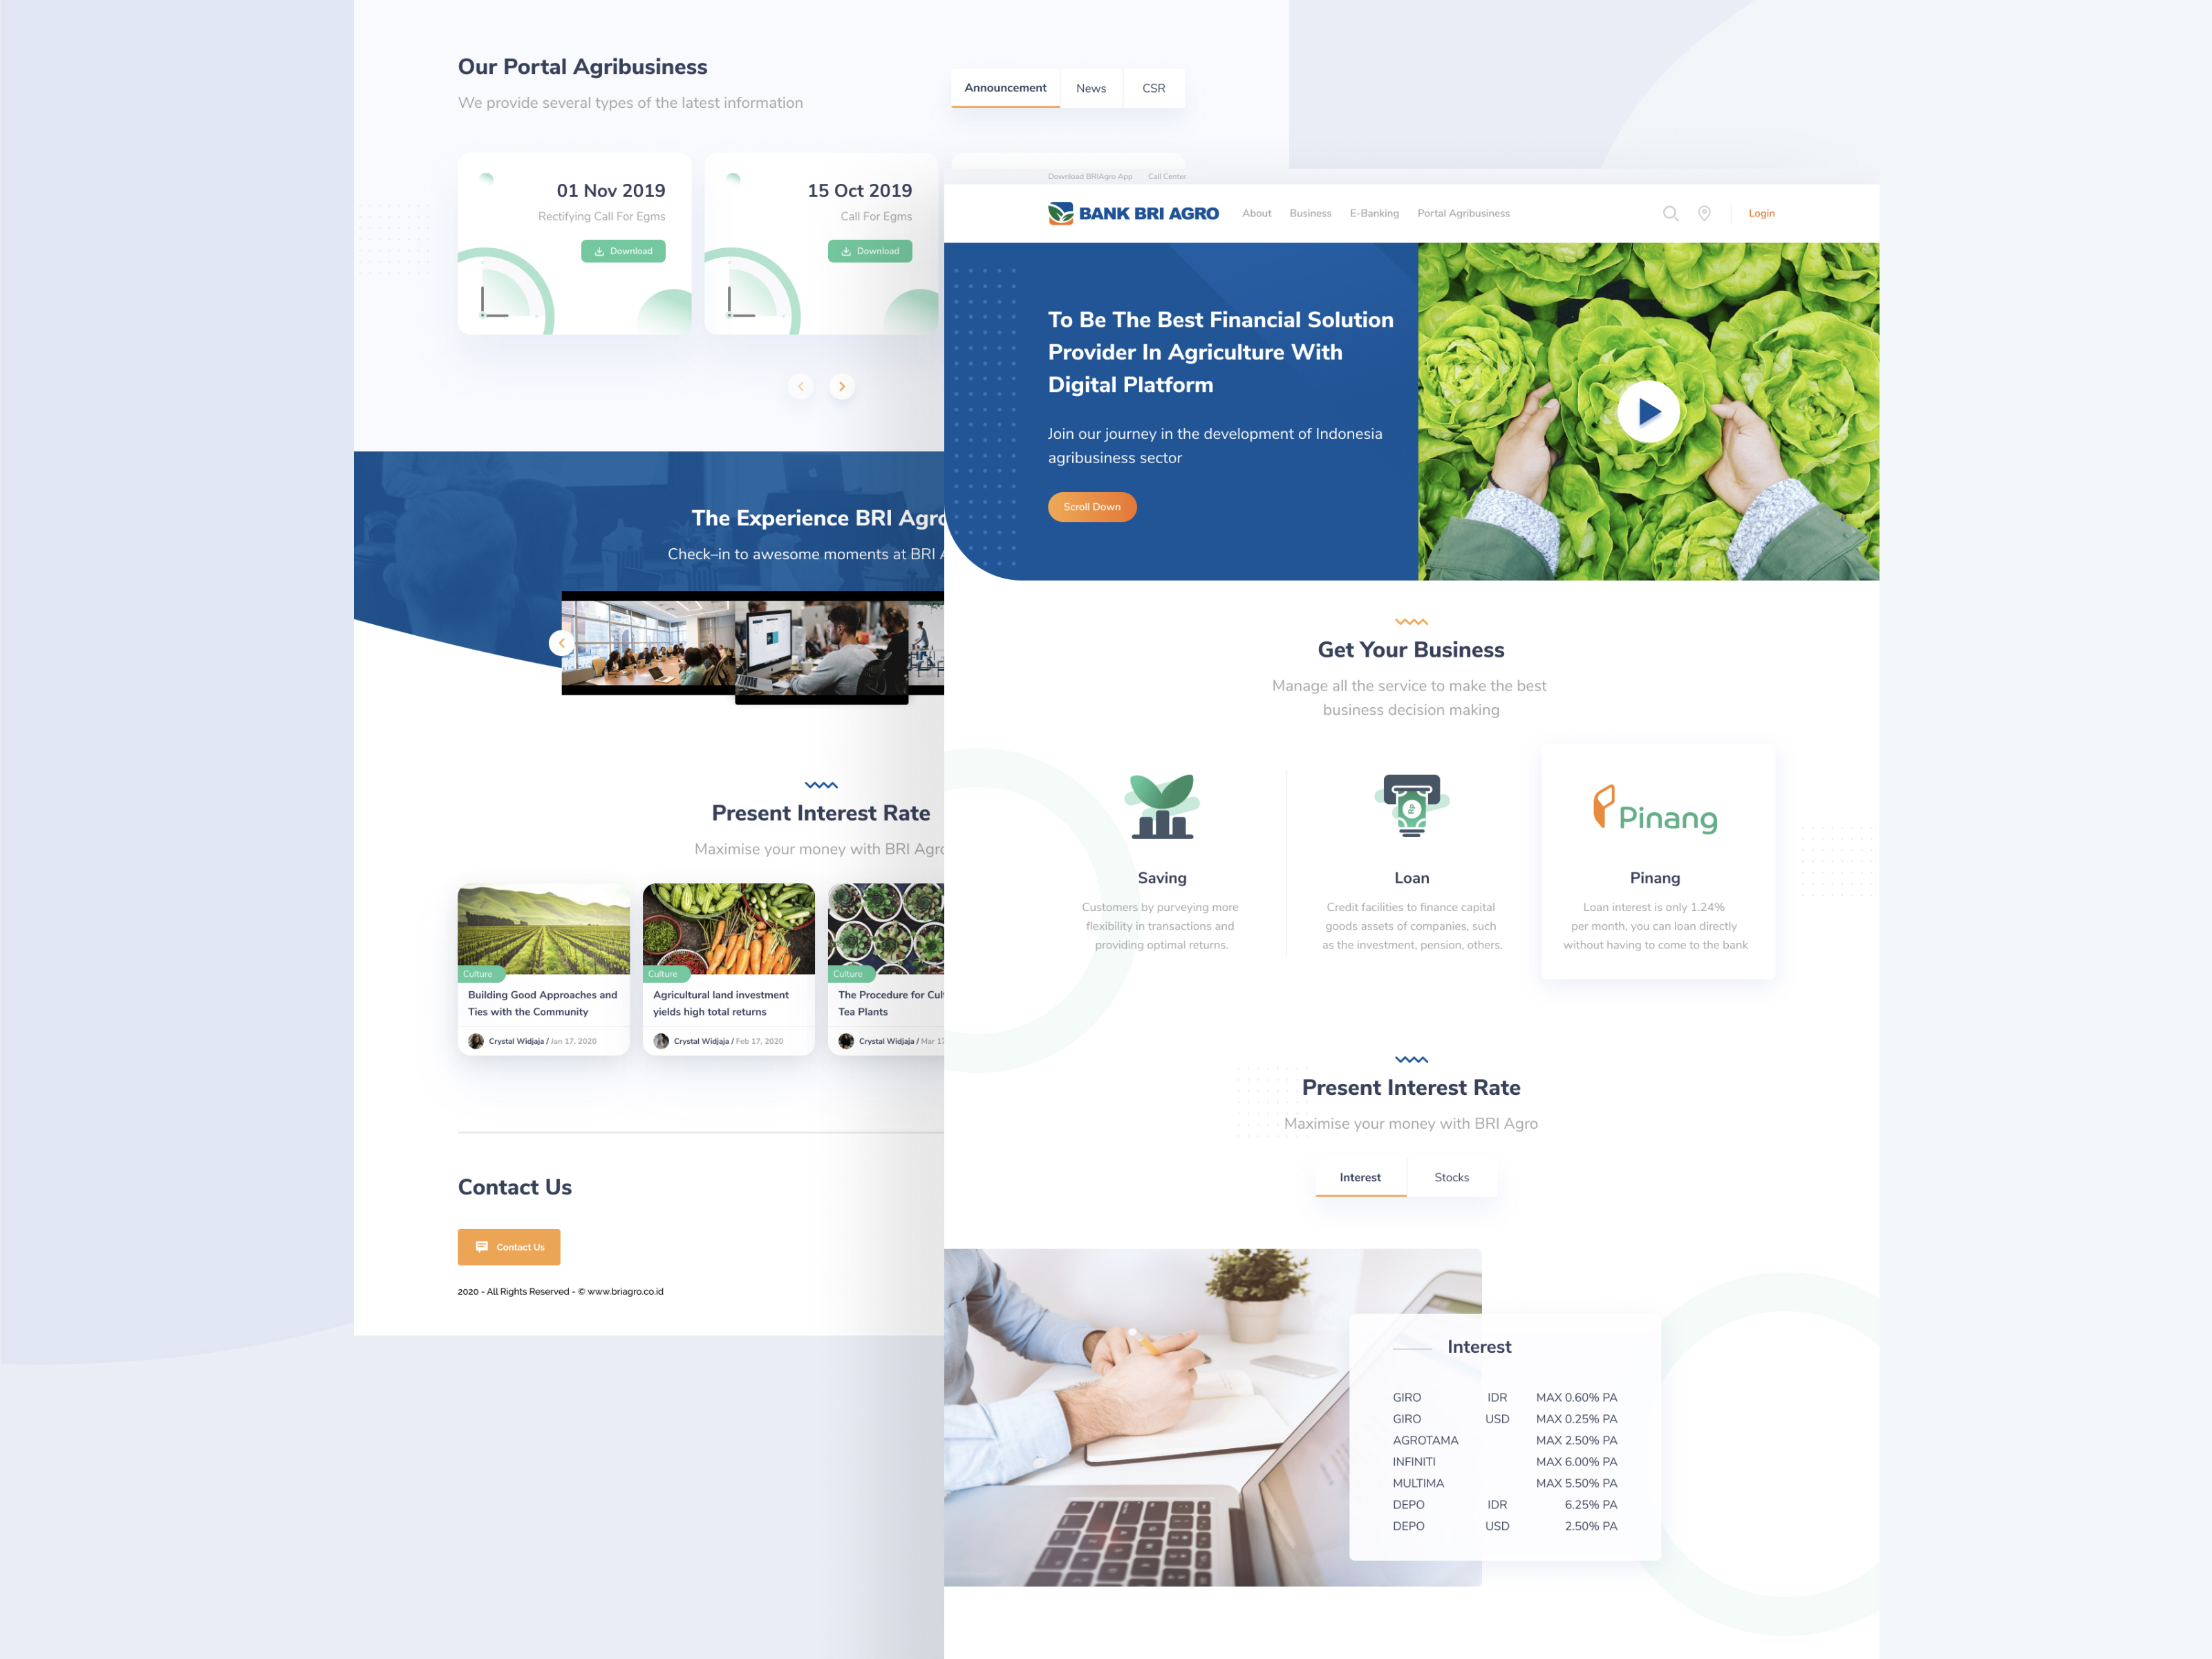 Our Portal Agribusiness
We provide several types of the latest information
Announcement
News
CSR
01 Nov 2019
Rectifying Call For Egms
Download
15 Oct 2019
Call For Egms
Download
The Experience BRI Agro
Check-in to awesome moments at BRI A
Present Interest Rate
Maximise your money with BRI Agro
Culture
Building Good Approaches and
Ties with the Community
Crystal Widjaja / Jan 17, 2020
Culture
Agricultural land investment
yields high total returns
Crystal Widjaja / Feb 17, 2020
Culture
The Procedure for Cult
Tea Plants
Crystal Widjaja / Mar 17
Contact Us
Contact Us
2020 - All Rights Reserved - © www.briagro.co.id
Download BRIAgro App
Call Center
BANK BRI AGRO
About
Business
E-Banking
Portal Agribusiness
Login
To Be The Best Financial Solution
Provider In Agriculture With
Digital Platform
Join our journey in the development of Indonesia
agribusiness sector
Scroll Down
Get Your Business
Manage all the service to make the best
business decision making
Rp
Saving
Customers by purveying more
flexibility in transactions and
providing optimal returns.
Loan
Credit facilities to finance capital
goods assets of companies, such
as the investment, pension, others.
Pinang
Pinang
Loan interest is only 1.24%
per month, you can loan directly
without having to come to the bank
Present Interest Rate
Maximise your money with BRI Agro
Interest
Stocks
Interest
GIRO IDR MAX 0.60% PA
GIRO USD MAX 0.25% PA
AGROTAMA MAX 2.50% PA
INFINITI MAX 6.00% PA
MULTIMA MAX 5.50% PA
DEPO IDR 6.25% PA
DEPO USD 2.50% PA